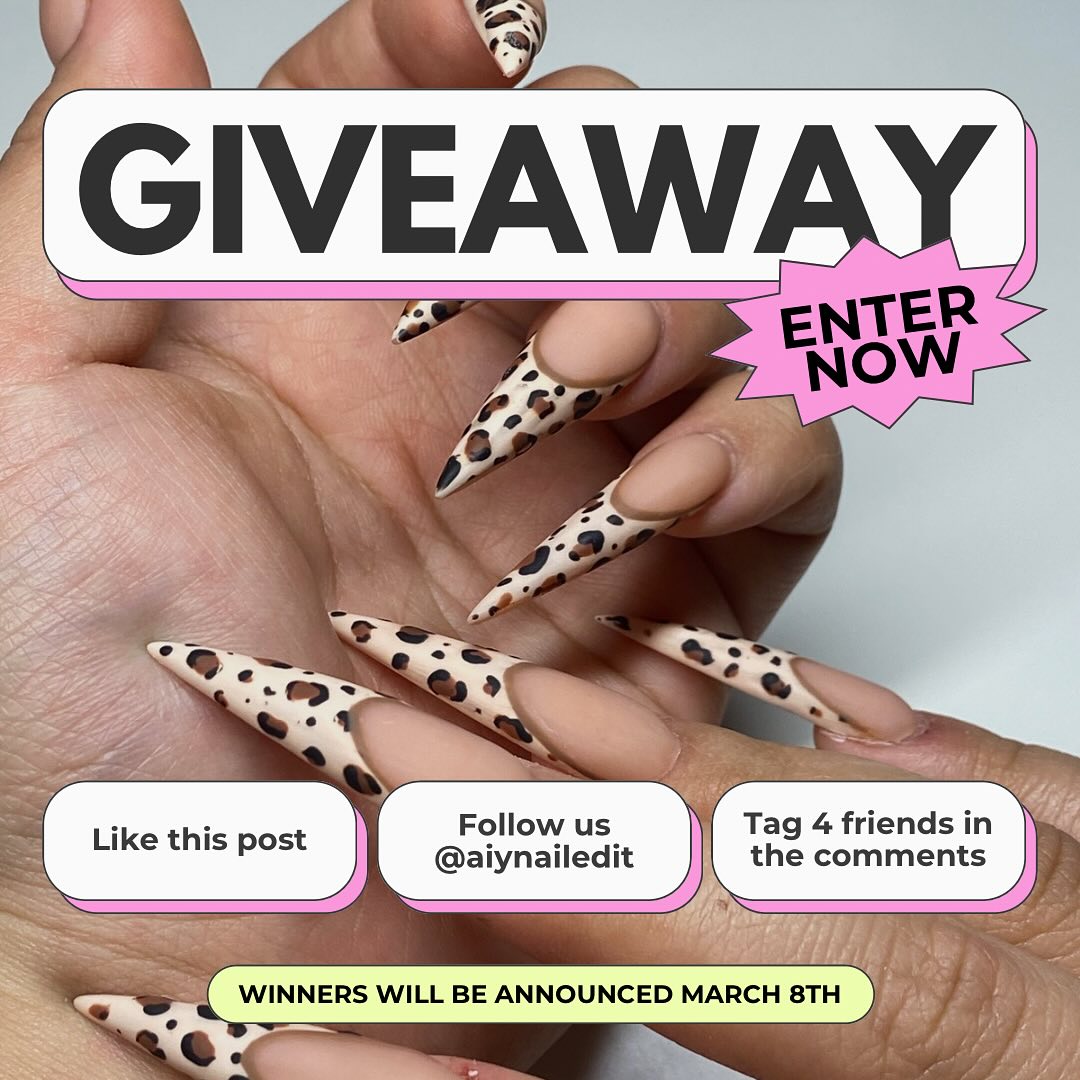 GIVEAWAY
ENTER
NOW
Like this post
Follow us
@aiynailedit
Tag 4 friends in
the comments
WINNERS WILL BE ANNOUNCED MARCH 8TH